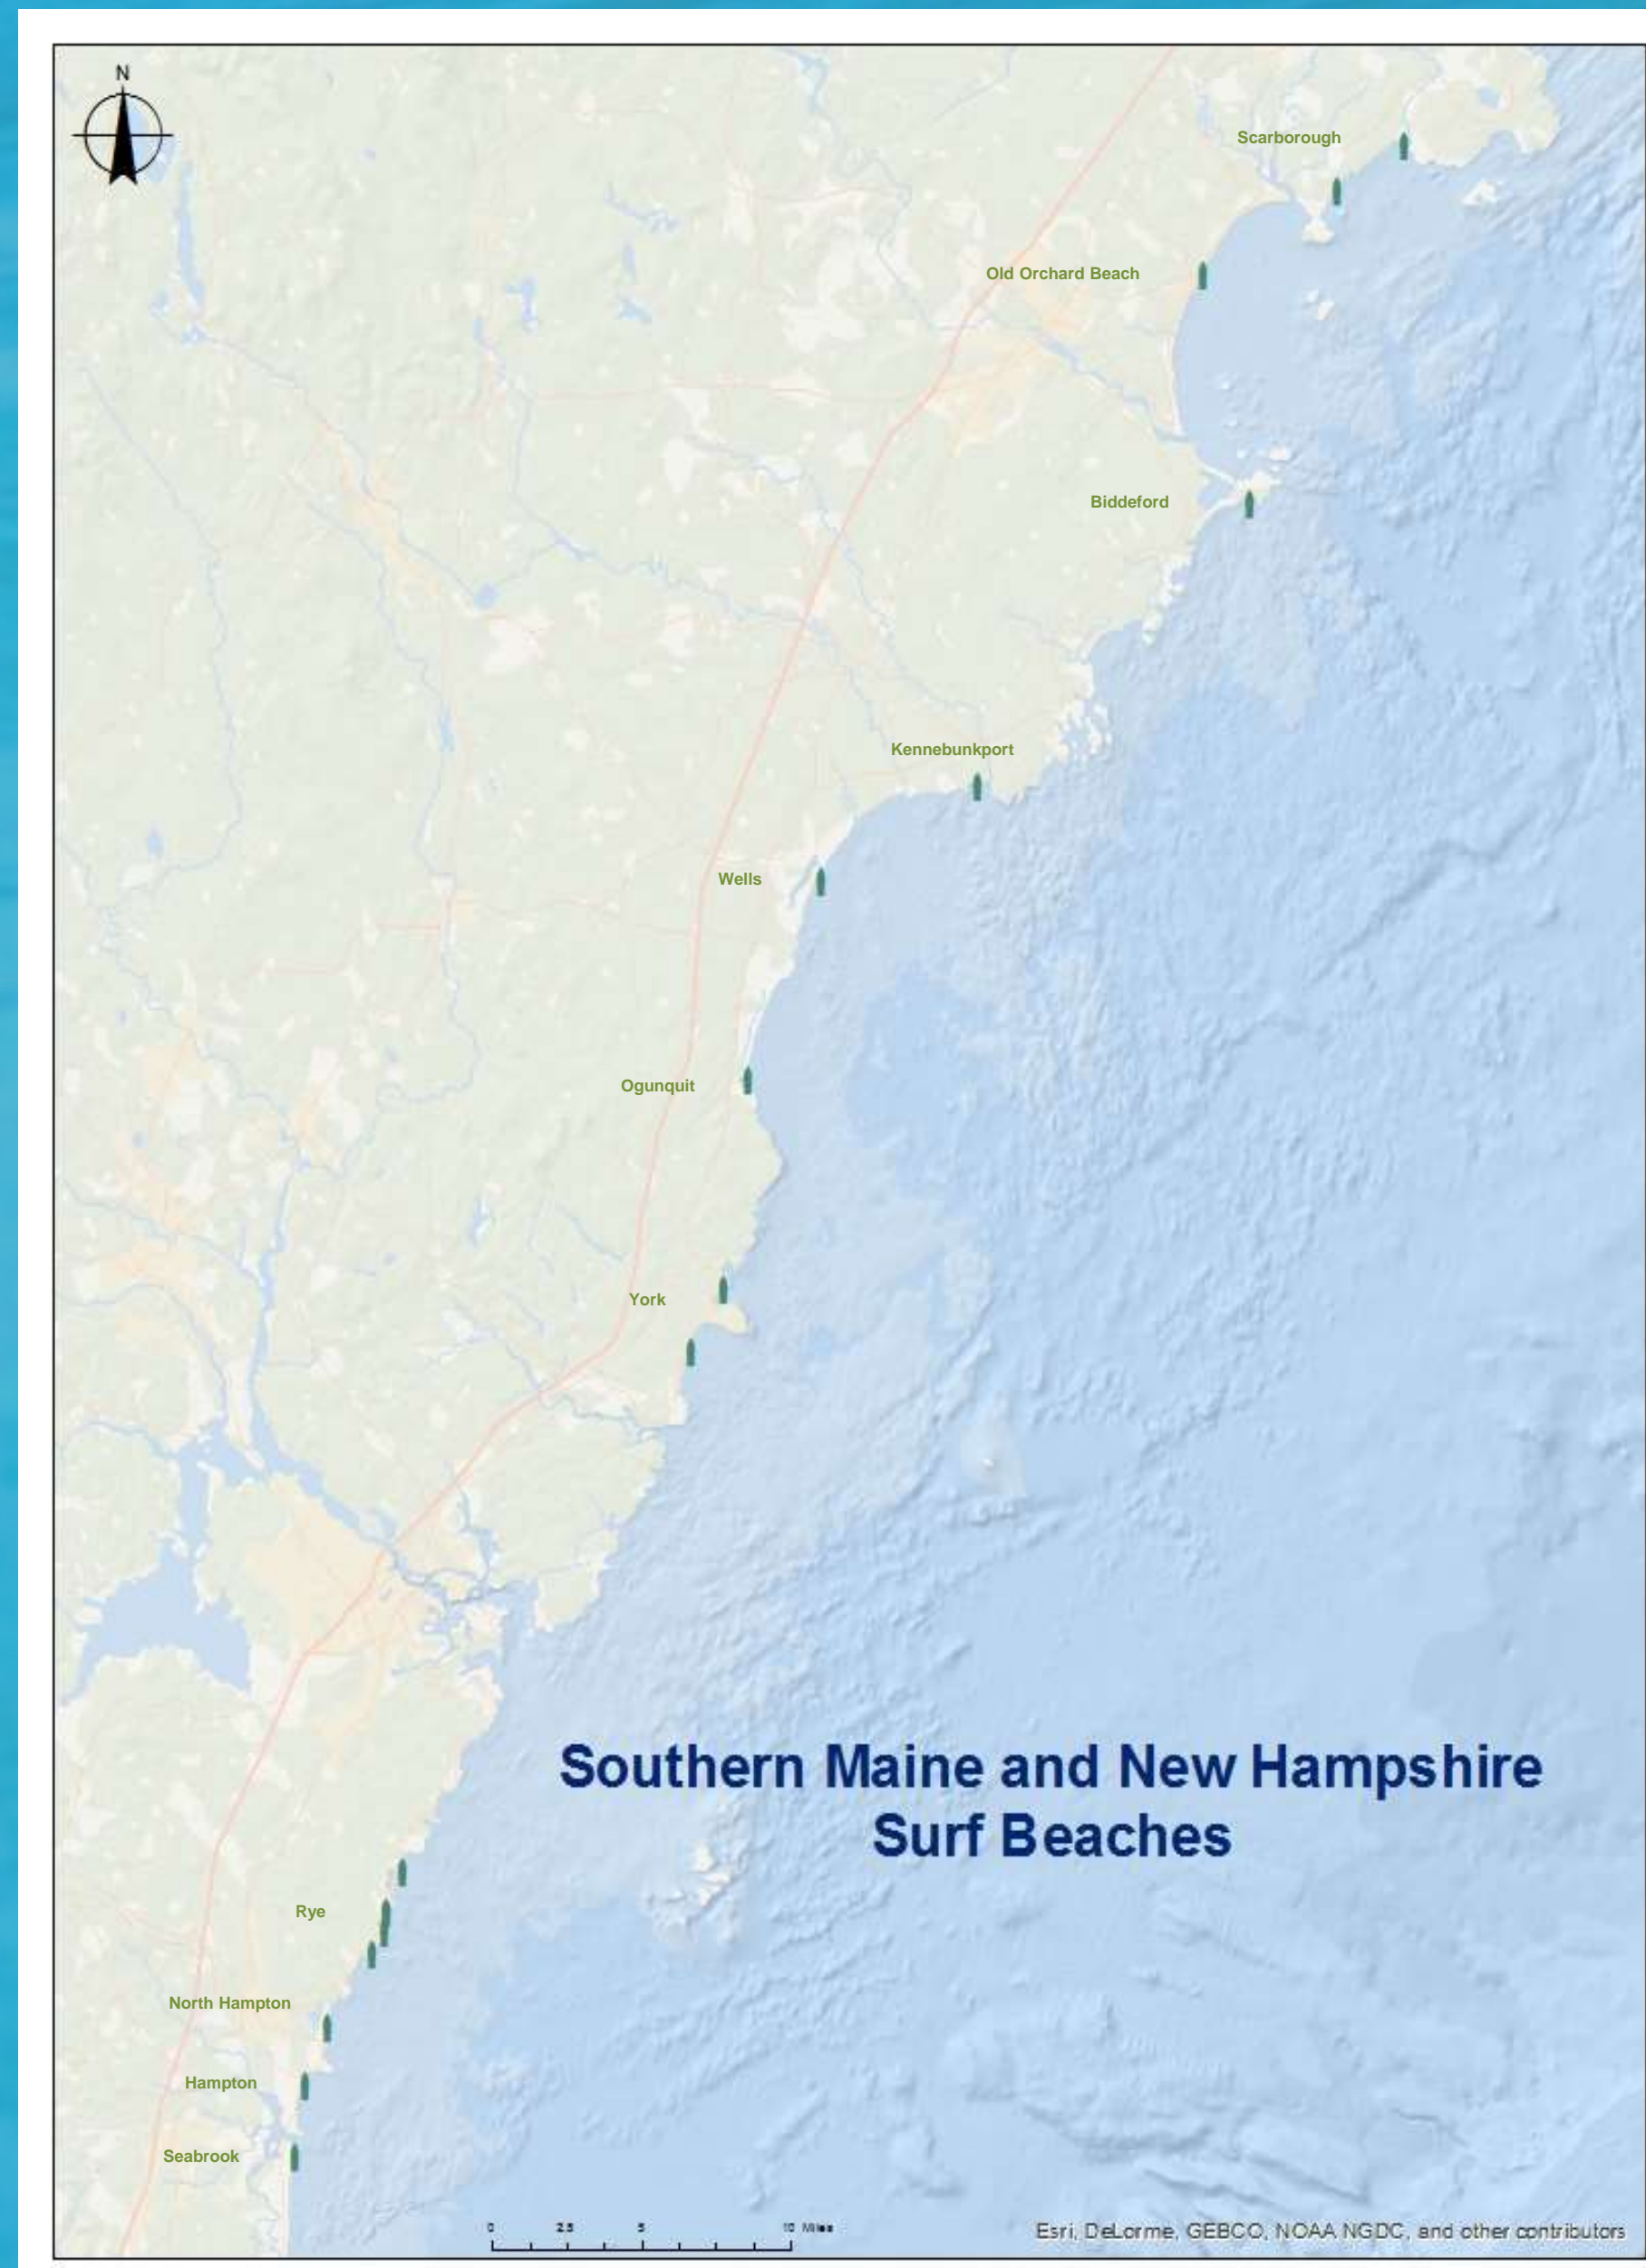 N
Scarborough
Old Orchard Beach
Biddeford
Kennebunkport
Wells
Ogunquit
York
Southern Maine and New Hampshire
Surf Beaches
Rye
North Hampton
Hampton
Seabrook
0 2.5 5 10 Miles
Esri, DeLorme, GEBCO, NOAA NGDC, and other contributors